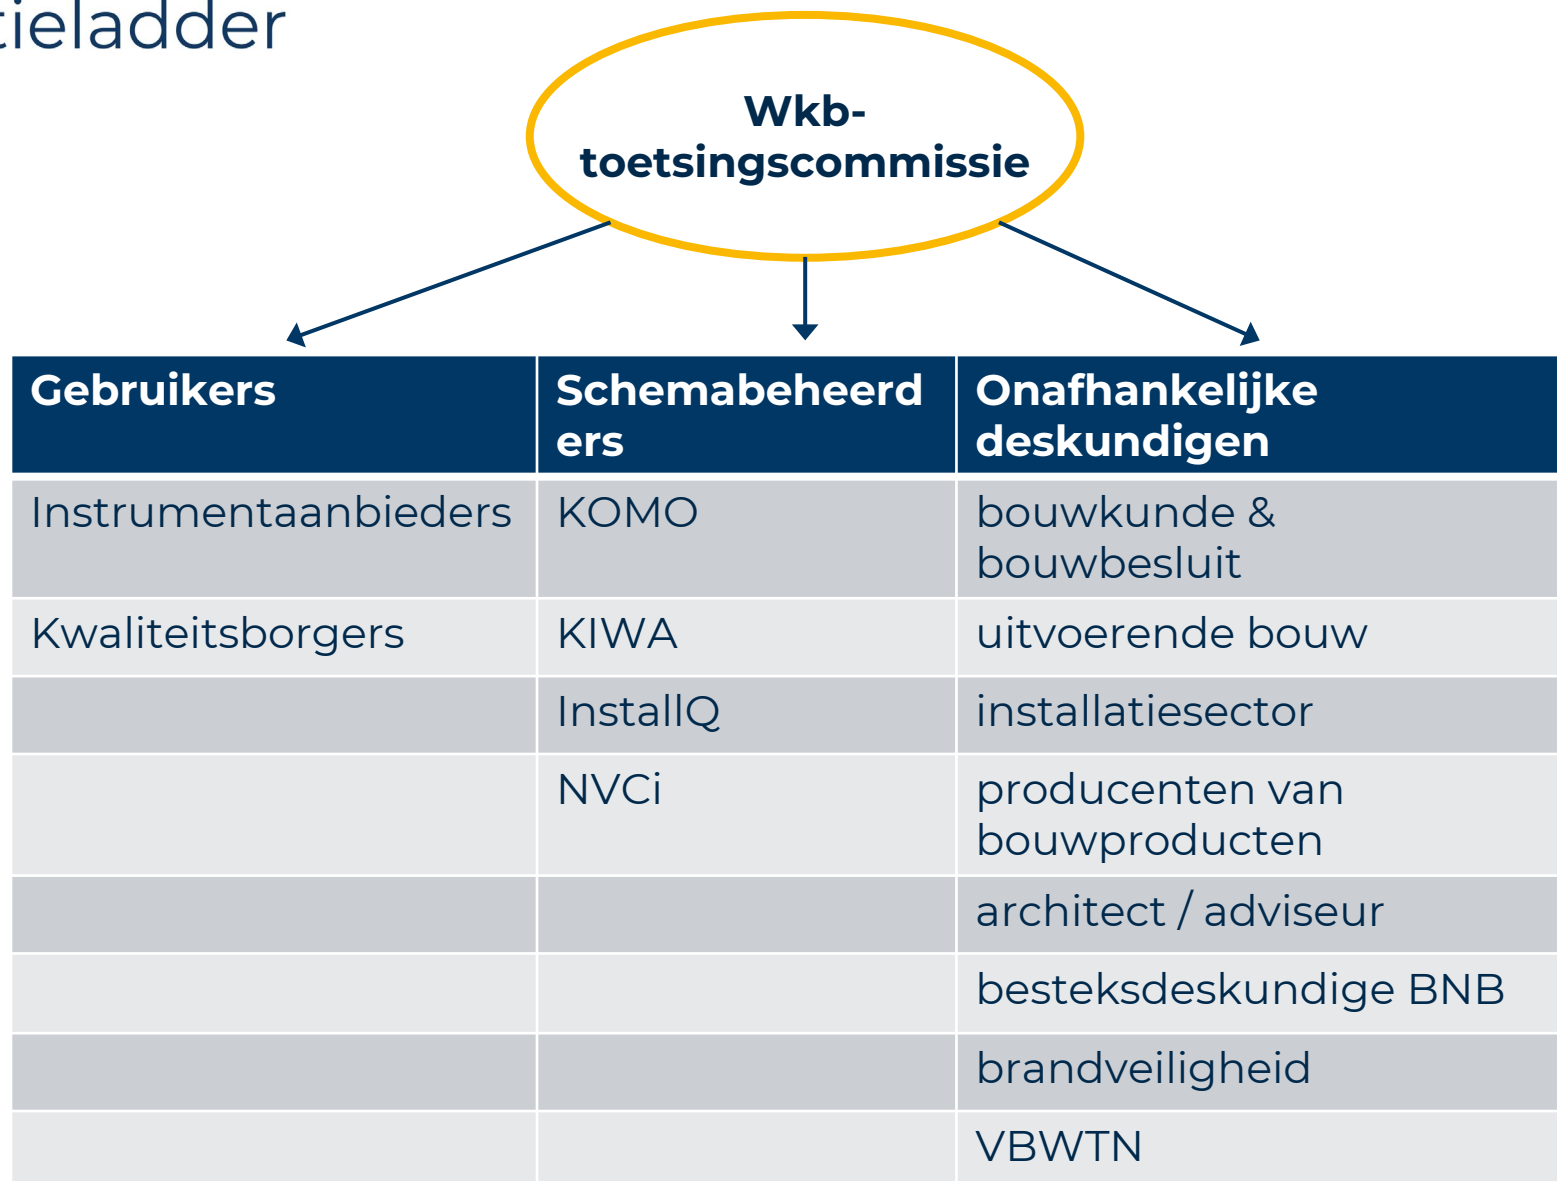 tieladder
Wkb-
toetsingscommissie
Gebruikers
Schemabeheerd
ers
Onafhankelijke
deskundigen
Instrumentaanbieders
KOMO
bouwkunde &
bouwbesluit
Kwaliteitsborgers
KIWA
uitvoerende bouw
InstallQ
installatiesector
NVCi
producenten van
bouwproducten
architect / adviseur
besteksdeskundige BNB
brandveiligheid
VBWTN